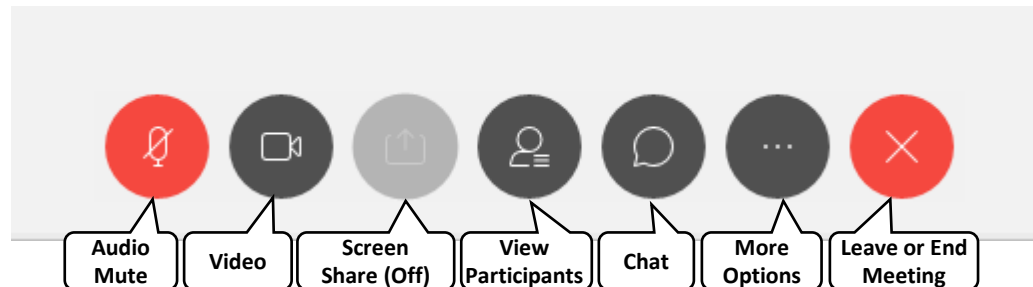 Audio
Mute
Video
Screen
Share (Off)
View
Participants
Chat
More
Options
Leave or End
Meeting